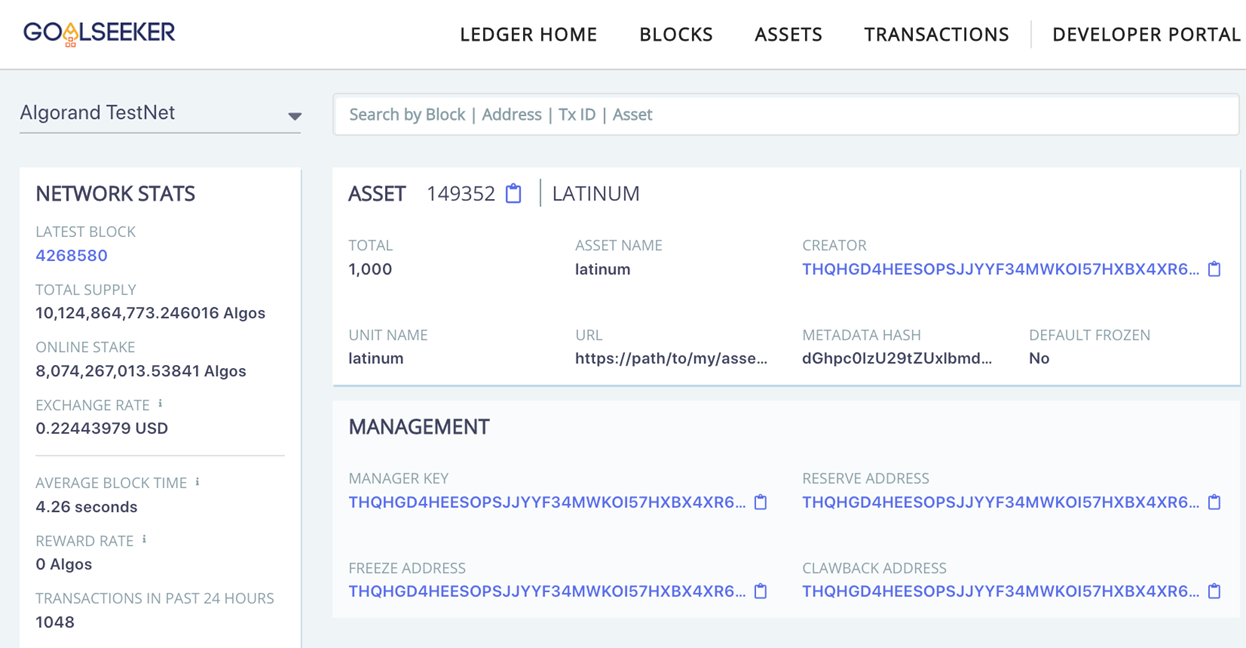 GOALSEEKER
LEDGER HOME BLOCKS ASSETS TRANSACTIONS DEVELOPER PORTAL
Algorand TestNet
Search by Block | Address | Tx ID | Asset
NETWORK STATS
LATEST BLOCK
4268580
TOTAL SUPPLY
10,124,864,773.246016 Algos
ONLINE STAKE
8,074,267,013.53841 Algos
EXCHANGE RATE i
0.22443979 USD
AVERAGE BLOCK TIME i
4.26 seconds
REWARD RATE i
0 Algos
TRANSACTIONS IN PAST 24 HOURS
1048
ASSET 149352 LATINUM
TOTAL ASSET NAME CREATOR
1,000 latinum THQHGD4HEESOPSJJYYF34MWKOI57HXBX4XR6...
UNIT NAME URL METADATA HASH DEFAULT FROZEN
latinum https://path/to/my/asse... dGhpc0lzU29tZUxlbmd... No
MANAGEMENT
MANAGER KEY RESERVE ADDRESS
THQHGD4HEESOPSJJYYF34MWKOI57HXBX4XR6... THQHGD4HEESOPSJJYYF34MWKOI57HXBX4XR6...
FREEZE ADDRESS CLAWBACK ADDRESS
THQHGD4HEESOPSJJYYF34MWKOI57HXBX4XR6... THQHGD4HEESOPSJJYYF34MWKOI57HXBX4XR6...